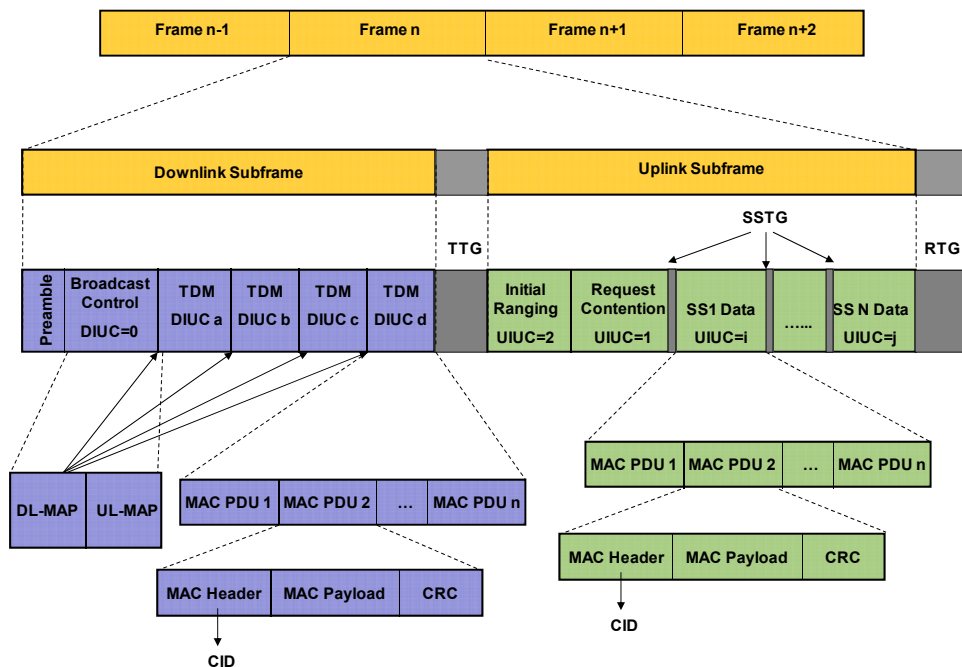 Frame n-1
Frame n
Frame n+1
Frame n+2
Downlink Subframe
Uplink Subframe
TTG
SSTG
RTG
Preamble
Broadcast
Control
DIUC=0
TDM
DIUC a
TDM
DIUC b
TDM
DIUC c
TDM
DIUC d
Initial
Ranging
UIUC=2
Request
Contention
UIUC=1
SS1 Data
UIUC=i
…...
SS N Data
UIUC=j
DL-MAP
UL-MAP
MAC PDU 1
MAC PDU 2
...
MAC PDU n
MAC Header
MAC Payload
CRC
CID
MAC PDU 1
MAC PDU 2
...
MAC PDU n
MAC Header
MAC Payload
CRC
CID